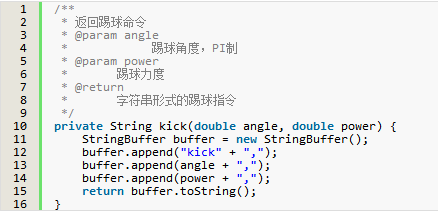 1 /**
2  * 返回踢球命令
3  * @param angle
4  *            踢球角度，PI制
5  * @param power
6  *        踢球力度
7  * @return
8  *        字符串形式的踢球指令
9  */
10 private String kick(double angle, double power) {
11     StringBuffer buffer = new StringBuffer();
12     buffer.append("kick" + ",");
13     buffer.append(angle + ",");
14     buffer.append(power + ",");
15     return buffer.toString();
16 }